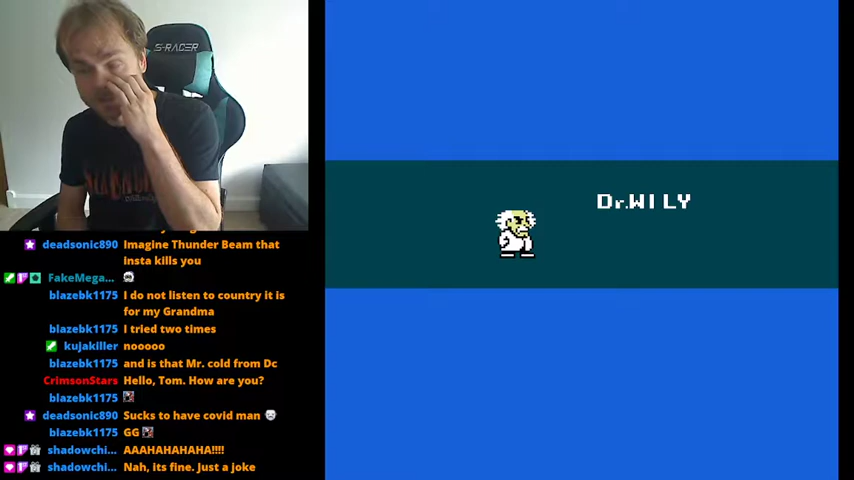 S-RACER
Dr.WILY
deadsonic890 Imagine Thunder Beam that
insta kills you
FakeMega...
blazebk1175 I do not listen to country it is
for my Grandma
blazebk1175 I tried two times
kujakiller nooooo
blazebk1175 and is that Mr. cold from Dc
CrimsonStars Hello, Tom. How are you?
blazebk1175
deadsonic890 Sucks to have covid man
blazebk1175 GG
shadowchi... AAAHAHAHAHA!!!!
shadowchi... Nah, its fine. Just a joke